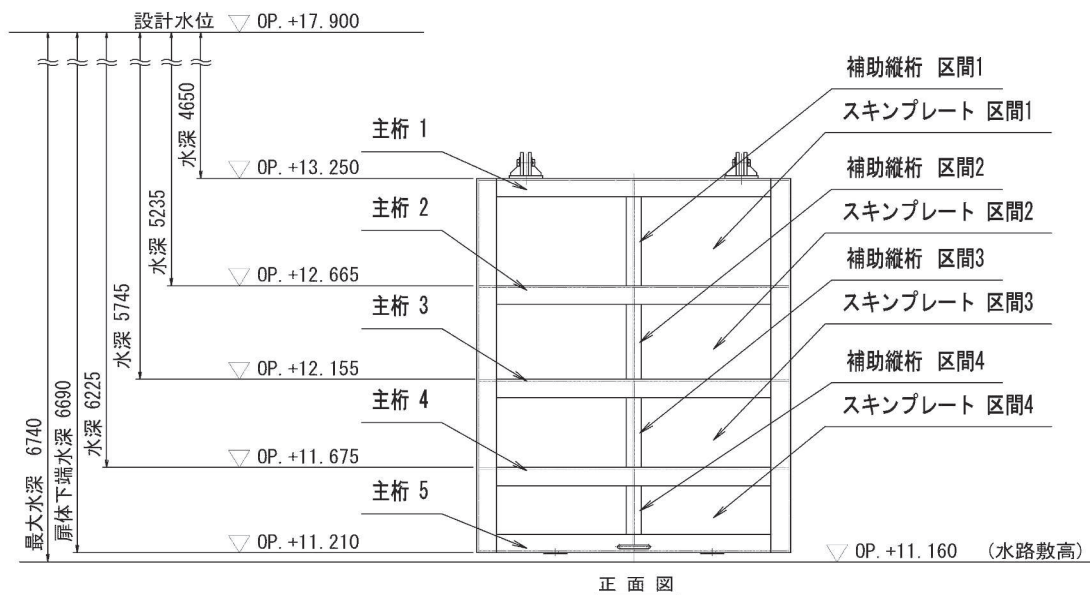 設計水位 ▽ OP. +17.900
水深 4650
水深 5235
水深 5745
水深 6225
扉体下端水深 6690
最大水深 6740
主桁 1
▽ OP. +13.250
主桁 2
▽ OP. +12.665
主桁 3
▽ OP. +12.155
主桁 4
▽ OP. +11.675
主桁 5
▽ OP. +11.210
補助縦桁 区間1
スキンプレート 区間1
補助縦桁 区間2
スキンプレート 区間2
補助縦桁 区間3
スキンプレート 区間3
補助縦桁 区間4
スキンプレート 区間4
▽ OP. +11.160 (水路敷高)
正面図